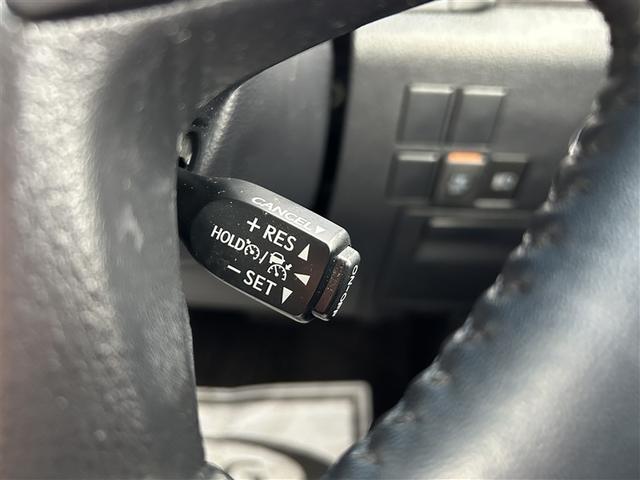 CANCEL▼
+RES▲
HOLD / ◀
−SET▼
ON-OFF